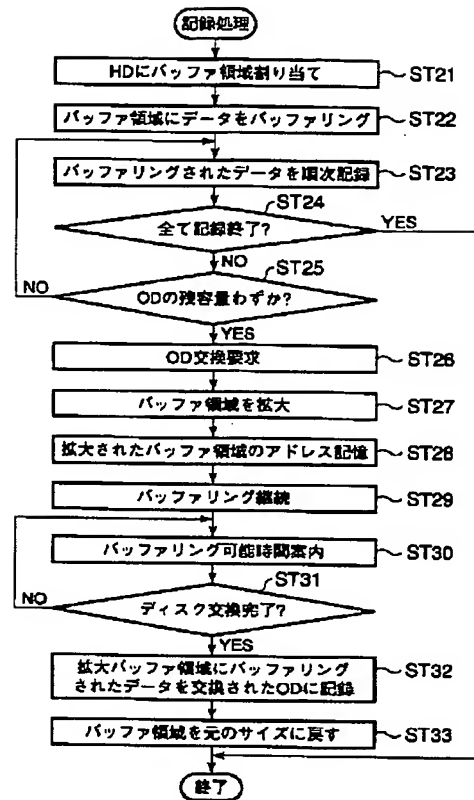 記録処理
HDにバッファ領域割り当て ST21
バッファ領域にデータをバッファリング ST22
バッファリングされたデータを順次記録 ST23
ST24
全て記録終了? YES
NO
ST25
NO ODの残容量わずか?
YES
OD交換要求 ST26
バッファ領域を拡大 ST27
拡大されたバッファ領域のアドレス記憶 ST28
バッファリング継続 ST29
バッファリング可能時間案内 ST30
ST31
NO ディスク交換完了?
YES
拡大バッファ領域にバッファリング
されたデータを交換されたODに記録 ST32
バッファ領域を元のサイズに戻す ST33
終了